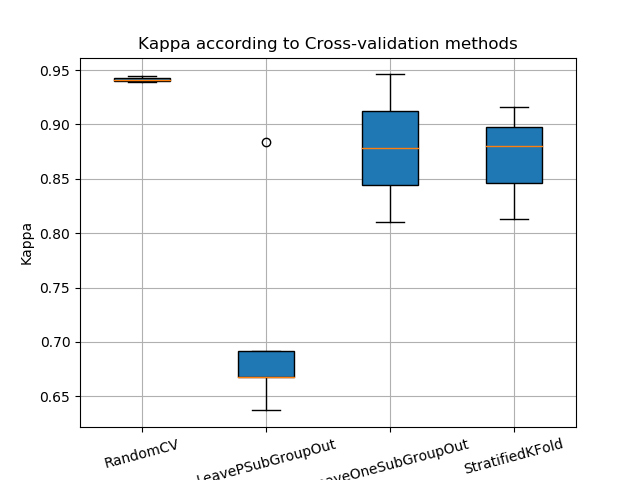 Kappa according to Cross-validation methods
0.95
0.90
0.85
0.80
0.75
0.70
0.65
Kappa
RandomCV
LeavePSubGroupOut
aveOneSubGroupOut
StratifiedKFold